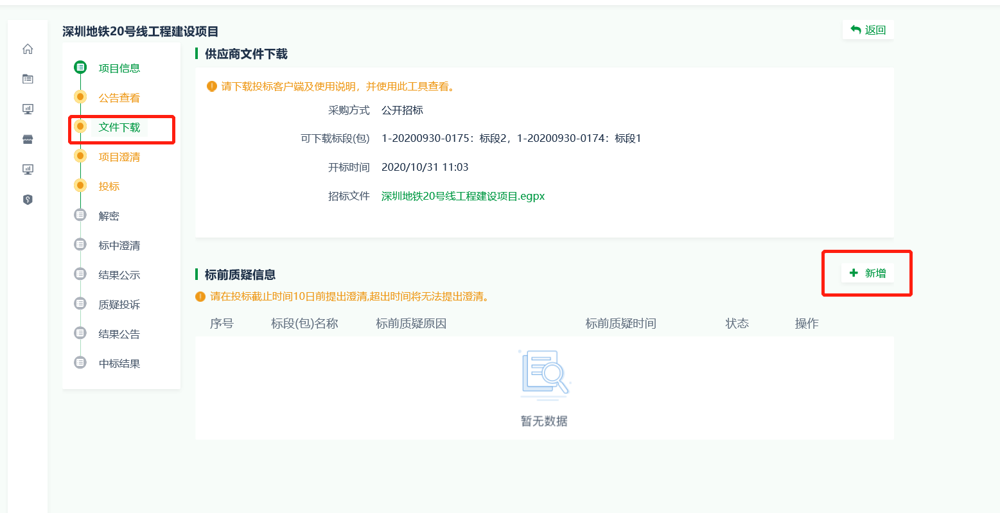 深圳地铁20号线工程建设项目
返回
项目信息
公告查看
文件下载
项目澄清
投标
解密
标中澄清
结果公示
质疑投诉
结果公告
中标结果
供应商文件下载
请下载投标客户端及使用说明，并使用此工具查看。
采购方式 公开招标
可下载标段(包) 1-20200930-0175：标段2，1-20200930-0174：标段1
开标时间 2020/10/31 11:03
招标文件 深圳地铁20号线工程建设项目.egpx
标前质疑信息
新增
请在投标截止时间10日前提出澄清,超出时间将无法提出澄清。
序号 标段(包)名称 标前质疑原因 标前质疑时间 状态 操作
暂无数据